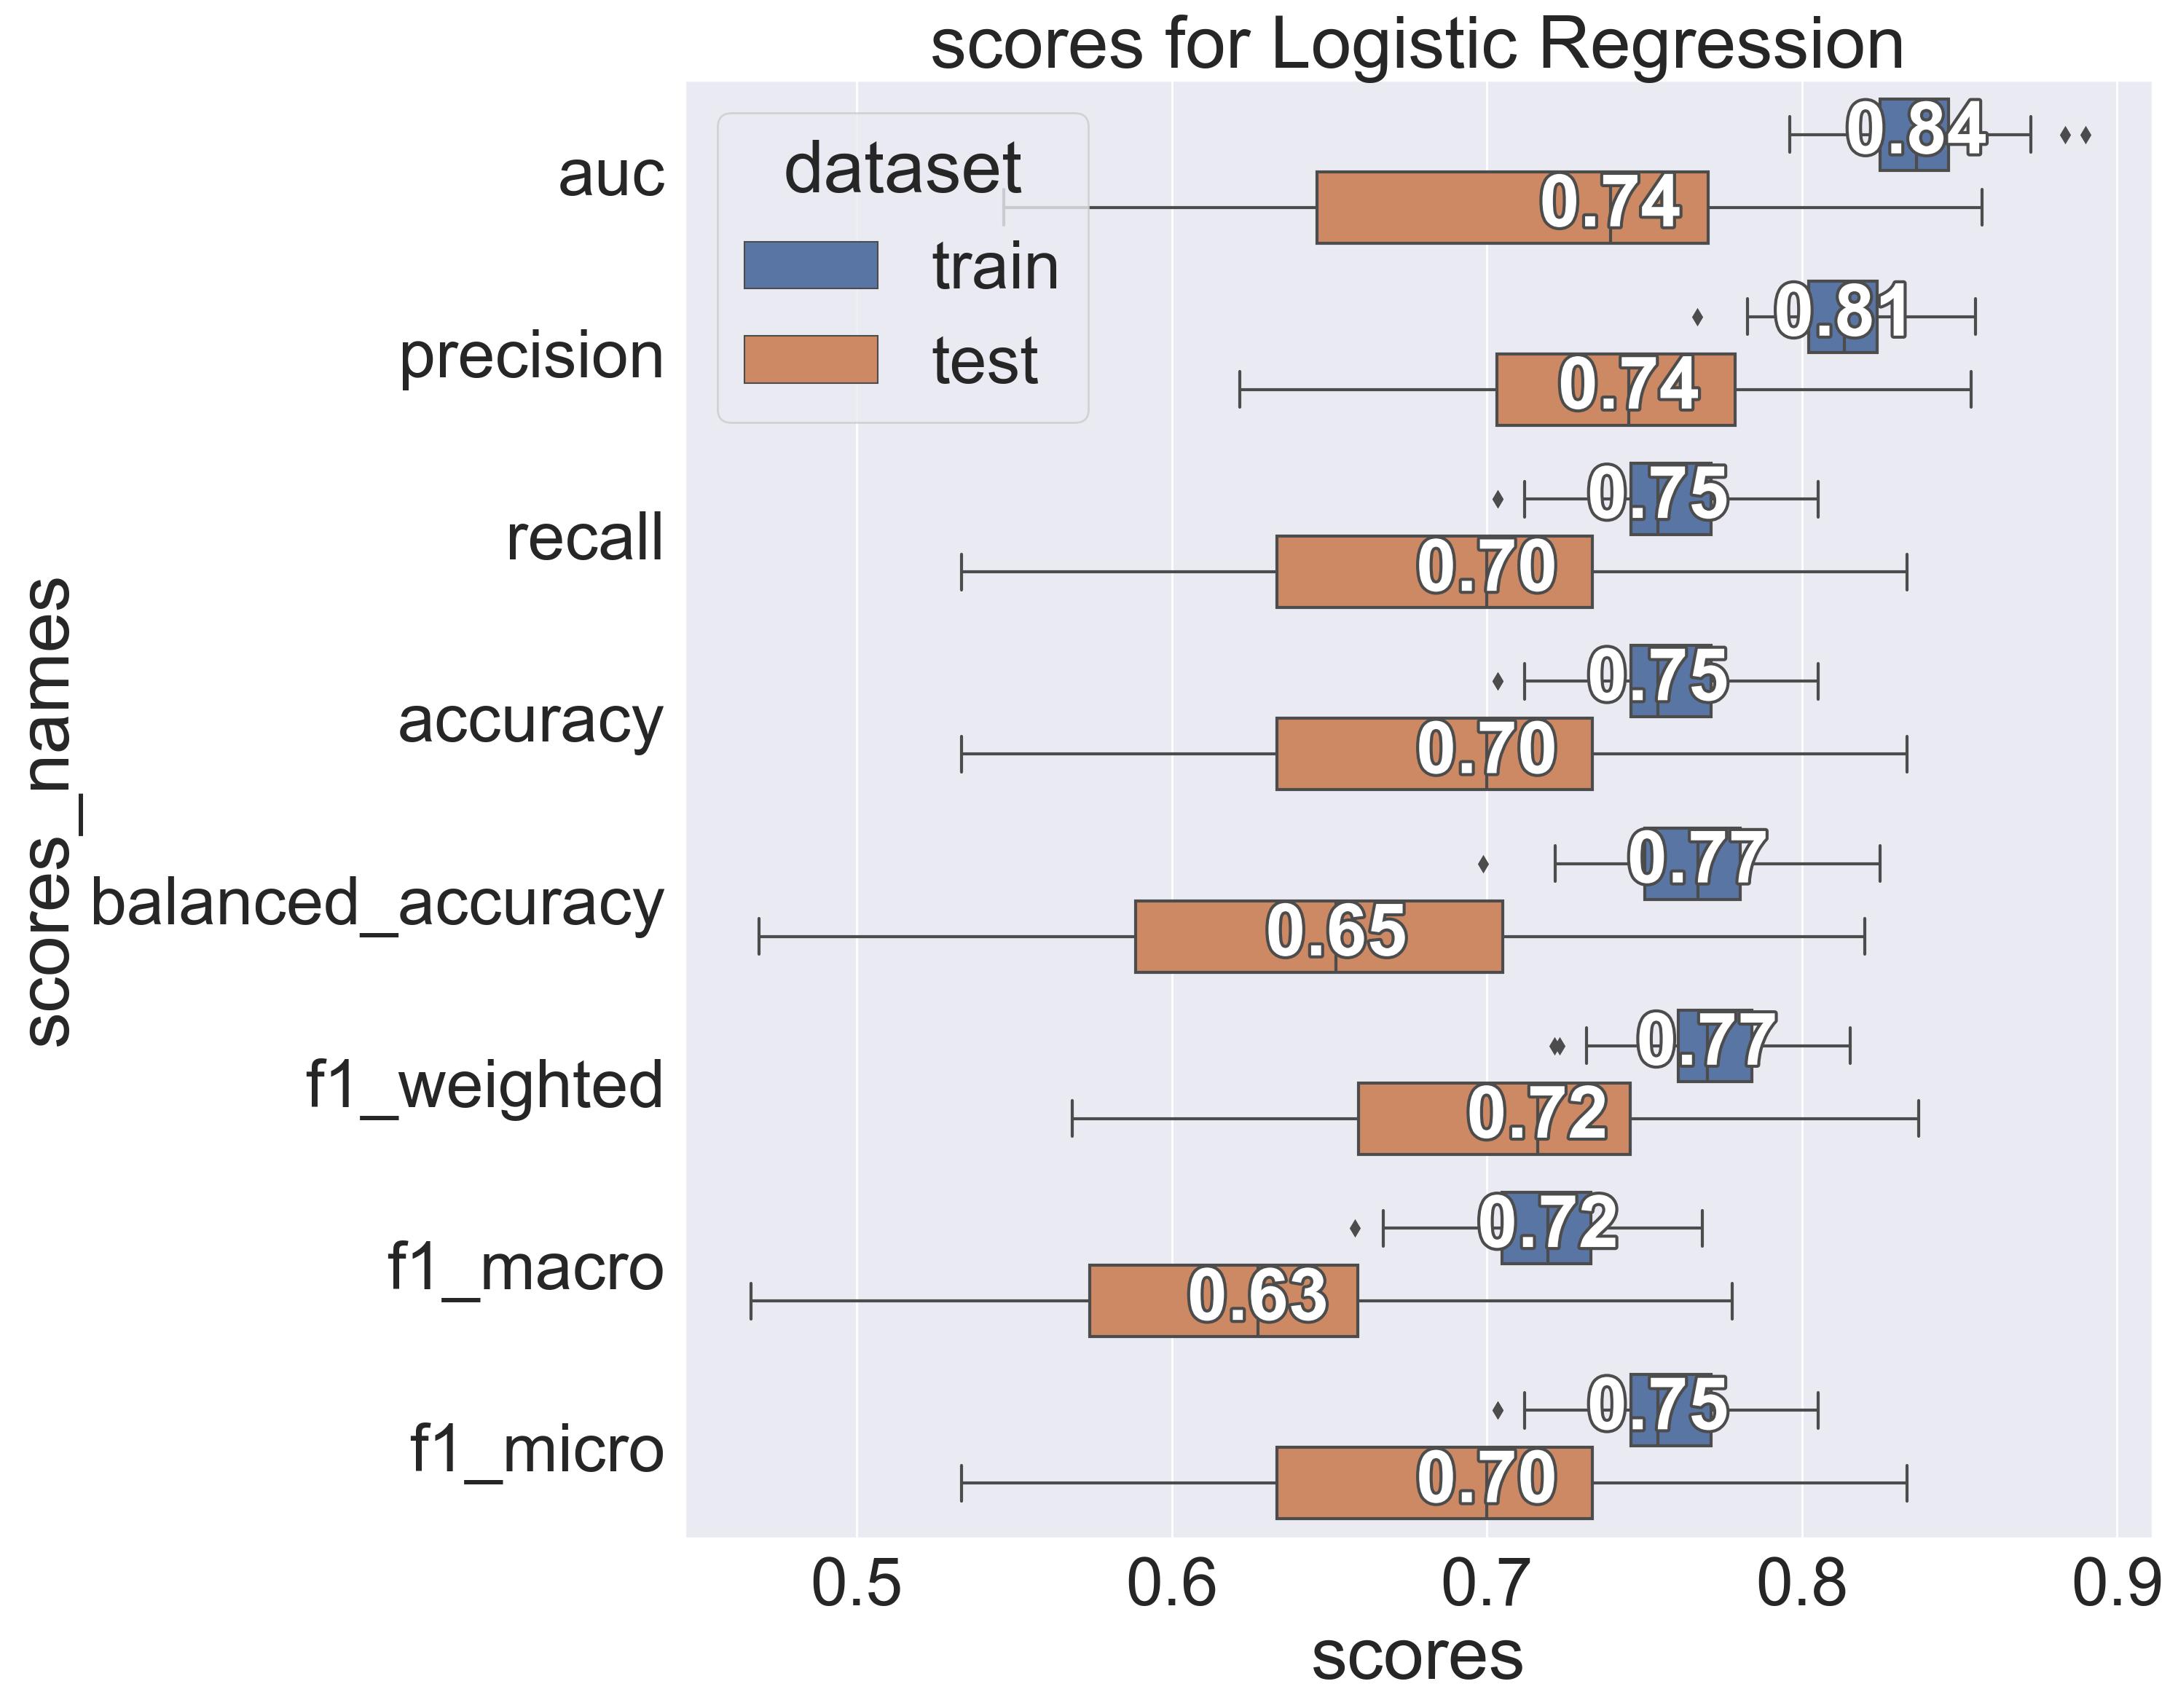 scores for Logistic Regression
dataset
train
test
scores_names
auc
0.84
0.74
precision
0.81
0.74
recall
0.75
0.70
accuracy
0.75
0.70
balanced_accuracy
0.77
0.65
f1_weighted
0.77
0.72
f1_macro
0.72
0.63
f1_micro
0.75
0.70
0.5 0.6 0.7 0.8 0.9
scores